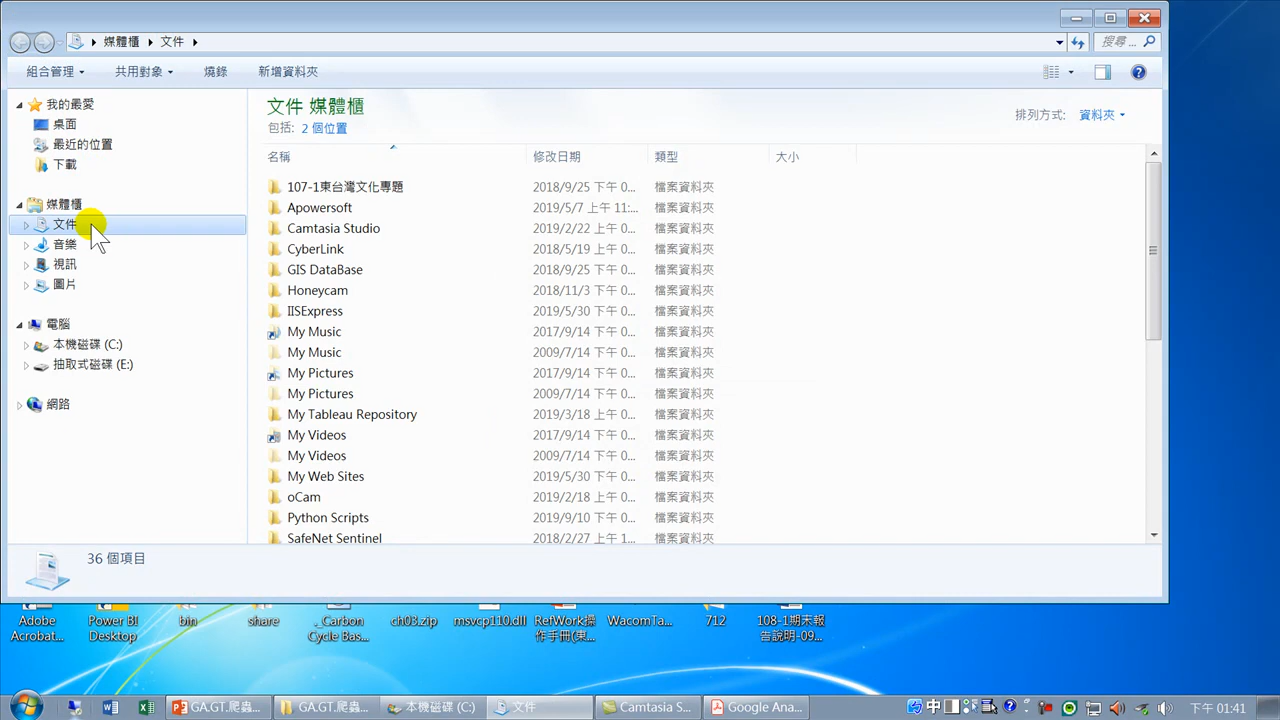 媒體櫃 文件
搜尋 ...
組合管理 共用對象 燒錄 新增資料夾
我的最愛
桌面
最近的位置
下載
媒體櫃
文件
音樂
視訊
圖片
電腦
本機磁碟 (C:)
抽取式磁碟 (E:)
網路
文件 媒體櫃
包括: 2 個位置
排列方式: 資料夾
名稱 修改日期 類型 大小
107-1東台灣文化專題 2018/9/25 下午 0... 檔案資料夾
Apowersoft 2019/5/7 上午 11:... 檔案資料夾
Camtasia Studio 2019/2/22 上午 0... 檔案資料夾
CyberLink 2018/5/19 上午 0... 檔案資料夾
GIS DataBase 2018/9/25 下午 0... 檔案資料夾
Honeycam 2018/11/3 下午 0... 檔案資料夾
IISExpress 2019/5/30 下午 0... 檔案資料夾
My Music 2017/9/14 下午 0... 檔案資料夾
My Music 2009/7/14 下午 0... 檔案資料夾
My Pictures 2017/9/14 下午 0... 檔案資料夾
My Pictures 2009/7/14 下午 0... 檔案資料夾
My Tableau Repository 2019/3/18 上午 0... 檔案資料夾
My Videos 2017/9/14 下午 0... 檔案資料夾
My Videos 2009/7/14 下午 0... 檔案資料夾
My Web Sites 2019/5/30 下午 0... 檔案資料夾
oCam 2019/2/18 上午 0... 檔案資料夾
Python Scripts 2019/9/10 下午 0... 檔案資料夾
SafeNet Sentinel 2018/2/27 上午 1... 檔案資料夾
36 個項目
Adobe Acrobat...
Power BI Desktop
bin
share
._Carbon Cycle Bas...
ch03.zip
msvcp110.dll
RefWork操作手冊(東...
WacomTa...
712
108-1期末報告說明-09...
GA.GT.爬蟲... GA.GT.爬蟲... 本機磁碟 (C:) 文件 Camtasia S... Google Ana... 中 下午 01:41